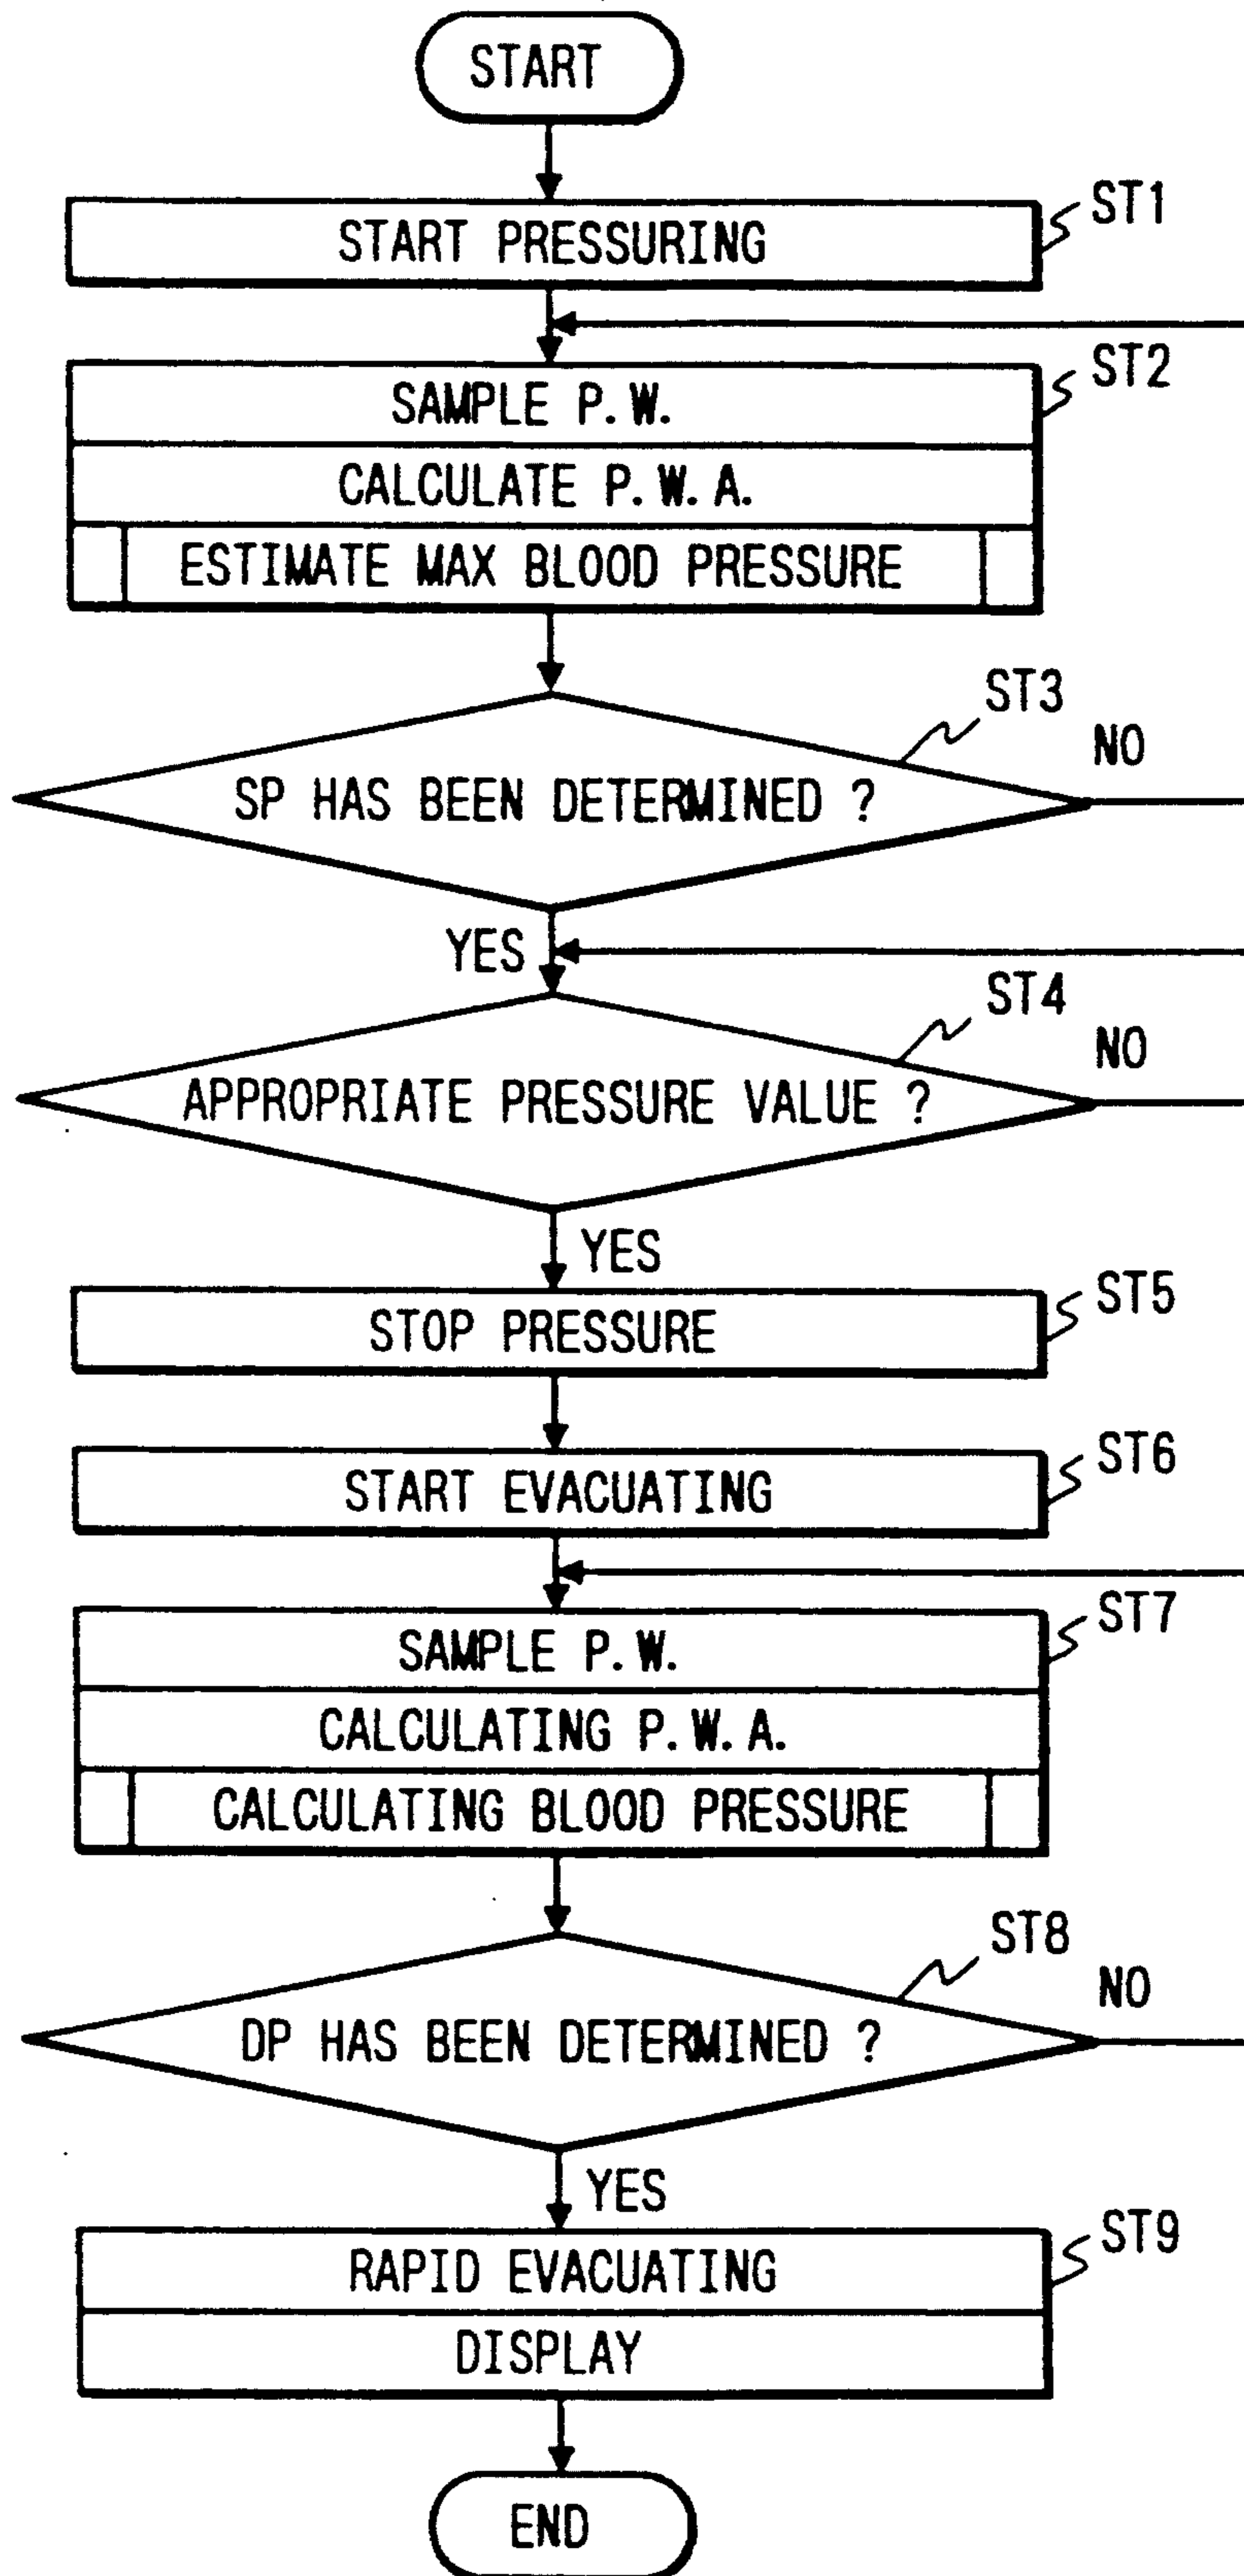 START
START PRESSURING
ST1
SAMPLE P.W.
ST2
CALCULATE P.W.A.
ESTIMATE MAX BLOOD PRESSURE
ST3
NO
SP HAS BEEN DETERMINED ?
YES
ST4
NO
APPROPRIATE PRESSURE VALUE ?
YES
STOP PRESSURE
ST5
START EVACUATING
ST6
SAMPLE P.W.
ST7
CALCULATING P.W.A.
CALCULATING BLOOD PRESSURE
ST8
NO
DP HAS BEEN DETERMINED ?
YES
RAPID EVACUATING
ST9
DISPLAY
END